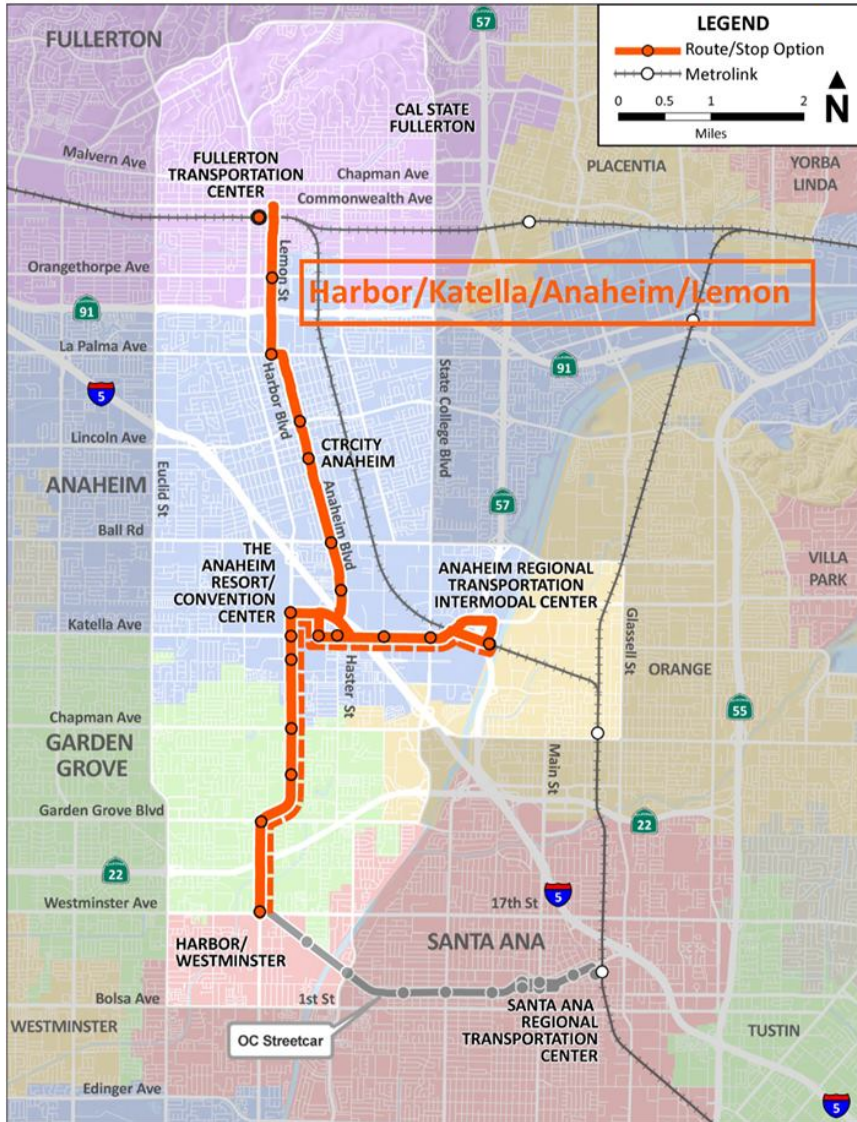 FULLERTON
57
LEGEND
Route/Stop Option
Metrolink
0 0.5 1 2
Miles
N
CAL STATE
FULLERTON
Malvern Ave
FULLERTON
TRANSPORTATION
CENTER
Chapman Ave
Commonwealth Ave
PLACENTIA
YORBA
LINDA
Orangethorpe Ave
Lemon St
Harbor/Katella/Anaheim/Lemon
91
La Palma Ave
5
Harbor Blvd
State College Blvd
91
Lincoln Ave
CTRCITY
ANAHEIM
Euclid St
ANAHEIM
Anaheim Blvd
57
Ball Rd
THE
ANAHEIM
RESORT/
CONVENTION
CENTER
ANAHEIM REGIONAL
TRANSPORTATION
INTERMODAL CENTER
VILLA
PARK
Katella Ave
Glassell St
Haster St
ORANGE
55
Chapman Ave
GARDEN
GROVE
Main St
Garden Grove Blvd
22
22
Westminster Ave
17th St
5
HARBOR/
WESTMINSTER
SANTA ANA
Bolsa Ave
1st St
SANTA ANA
REGIONAL
TRANSPORTATION
CENTER
WESTMINSTER
OC Streetcar
TUSTIN
Edinger Ave
5